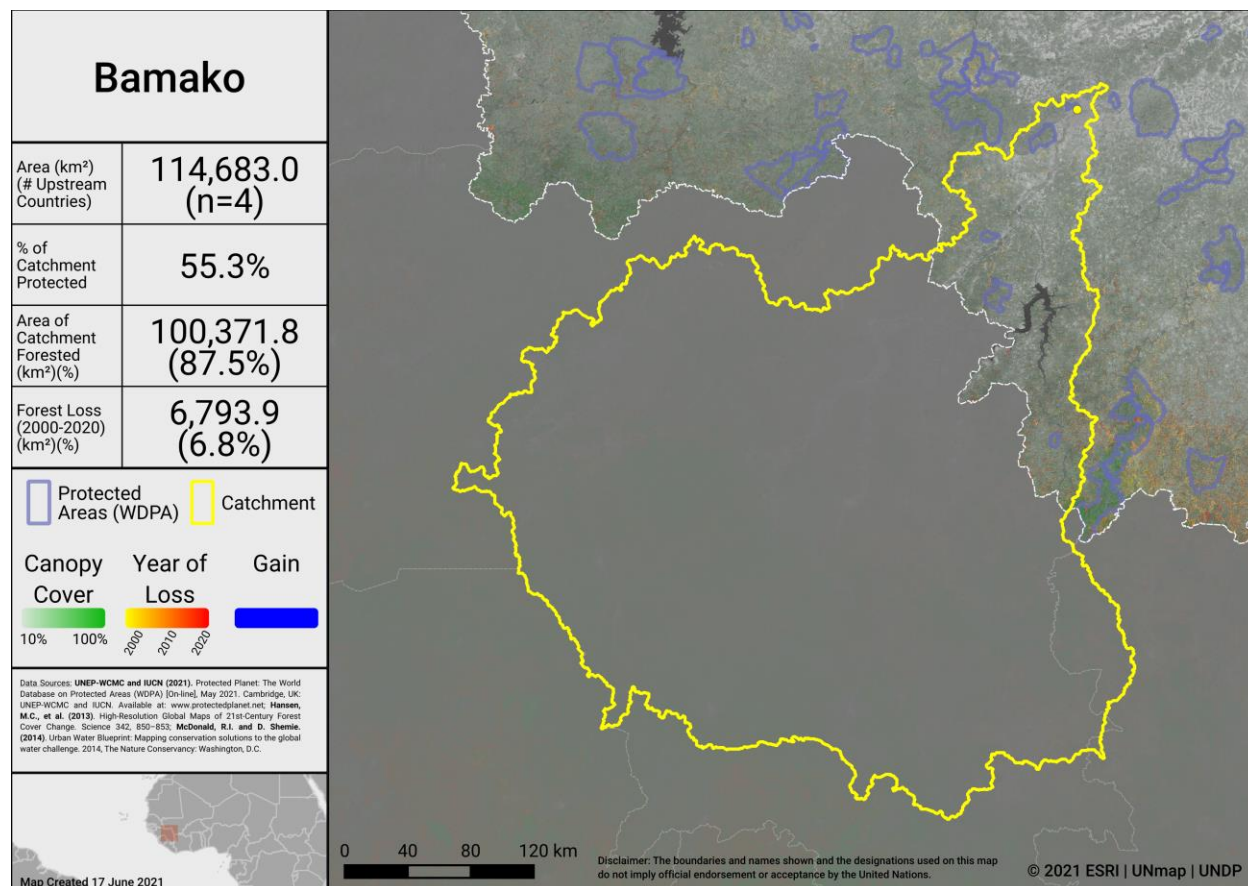 Bamako
Area (km²)
(# Upstream
Countries)
114,683.0
(n=4)
% of
Catchment
Protected
55.3%
Area of
Catchment
Forested
(km²)(%)
100,371.8
(87.5%)
Forest Loss
(2000-2020)
(km²)(%)
6,793.9
(6.8%)
Protected
Areas (WDPA)
Catchment
Canopy
Cover
Year of
Loss
Gain
10%
100%
2000
2010
2020
Data Sources: UNEP-WCMC and IUCN (2021). Protected Planet: The World
Database on Protected Areas (WDPA) [On-line], May 2021. Cambridge, UK:
UNEP-WCMC and IUCN. Available at: www.protectedplanet.net; Hansen,
M.C., et al. (2013). High-Resolution Global Maps of 21st-Century Forest
Cover Change. Science 342, 850–853; McDonald, R.I. and D. Shemie.
(2014). Urban Water Blueprint: Mapping conservation solutions to the global
water challenge. 2014, The Nature Conservancy: Washington, D.C.
Map Created 17 June 2021
0
40
80
120 km
Disclaimer: The boundaries and names shown and the designations used on this map
do not imply official endorsement or acceptance by the United Nations.
© 2021 ESRI | UNmap | UNDP